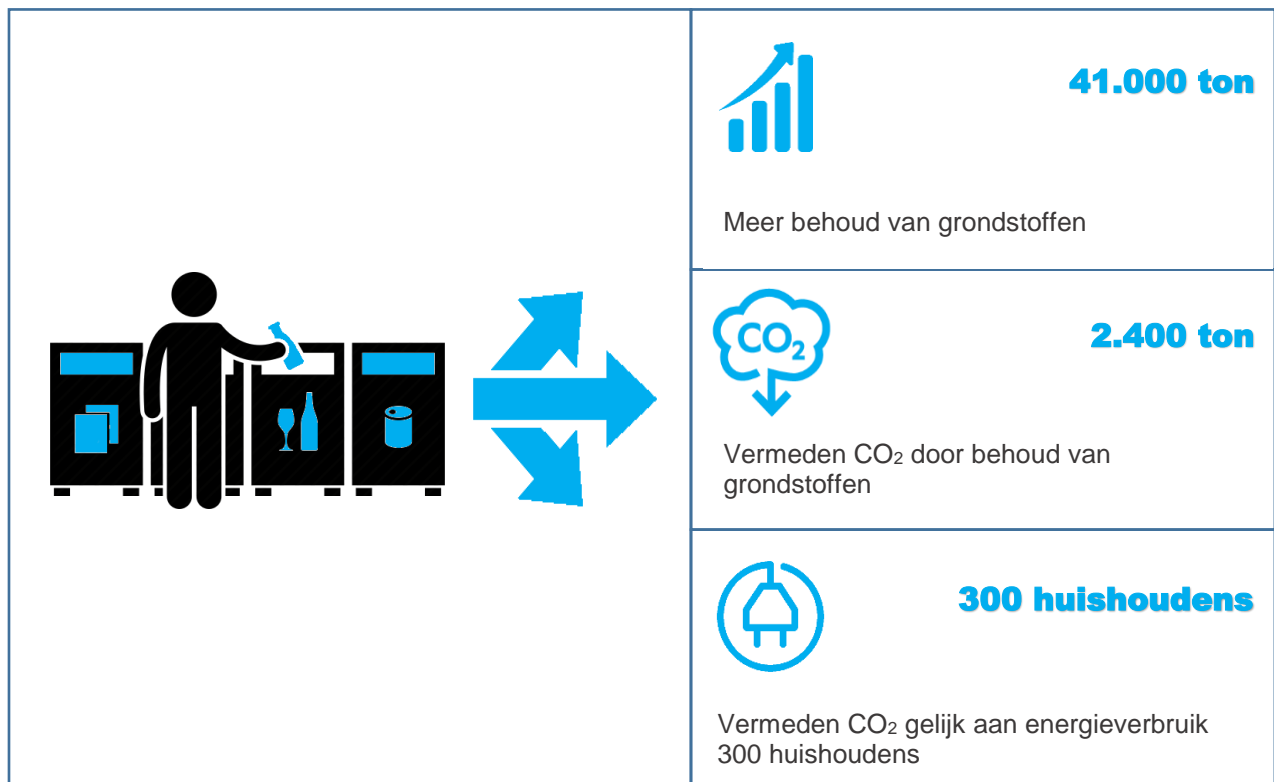 41.000 ton
Meer behoud van grondstoffen
CO₂
2.400 ton
Vermeden CO₂ door behoud van
grondstoffen
300 huishoudens
Vermeden CO₂ gelijk aan energieverbruik
300 huishoudens